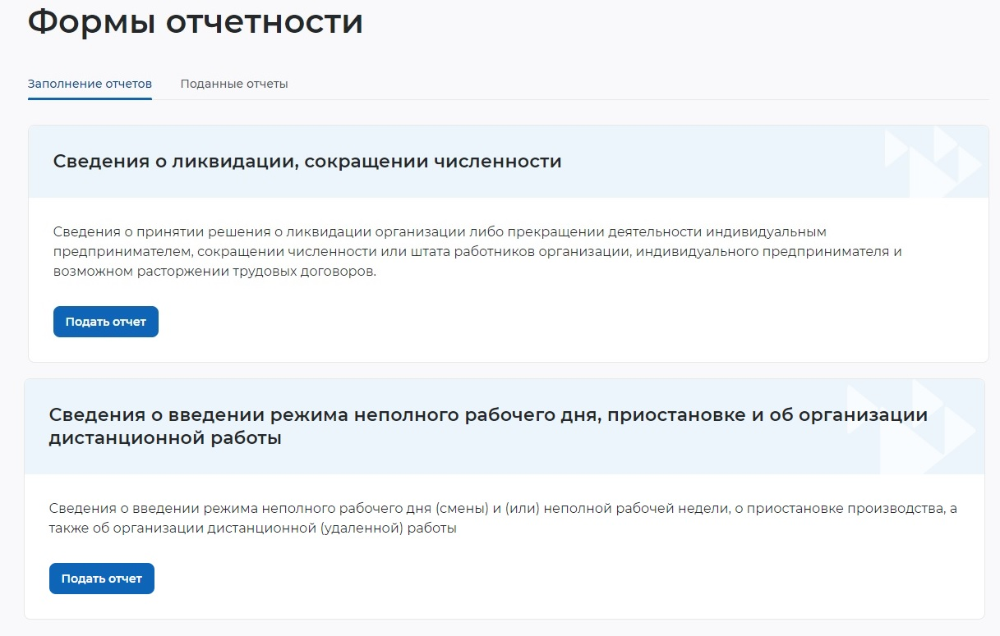 Формы отчетности
Заполнение отчетов Поданные отчеты
Сведения о ликвидации, сокращении численности
Сведения о принятии решения о ликвидации организации либо прекращении деятельности индивидуальным
предпринимателем, сокращении численности или штата работников организации, индивидуального предпринимателя и
возможном расторжении трудовых договоров.
Подать отчет
Сведения о введении режима неполного рабочего дня, приостановке и об организации
дистанционной работы
Сведения о введении режима неполного рабочего дня (смены) и (или) неполной рабочей недели, о приостановке производства, а
также об организации дистанционной (удаленной) работы
Подать отчет